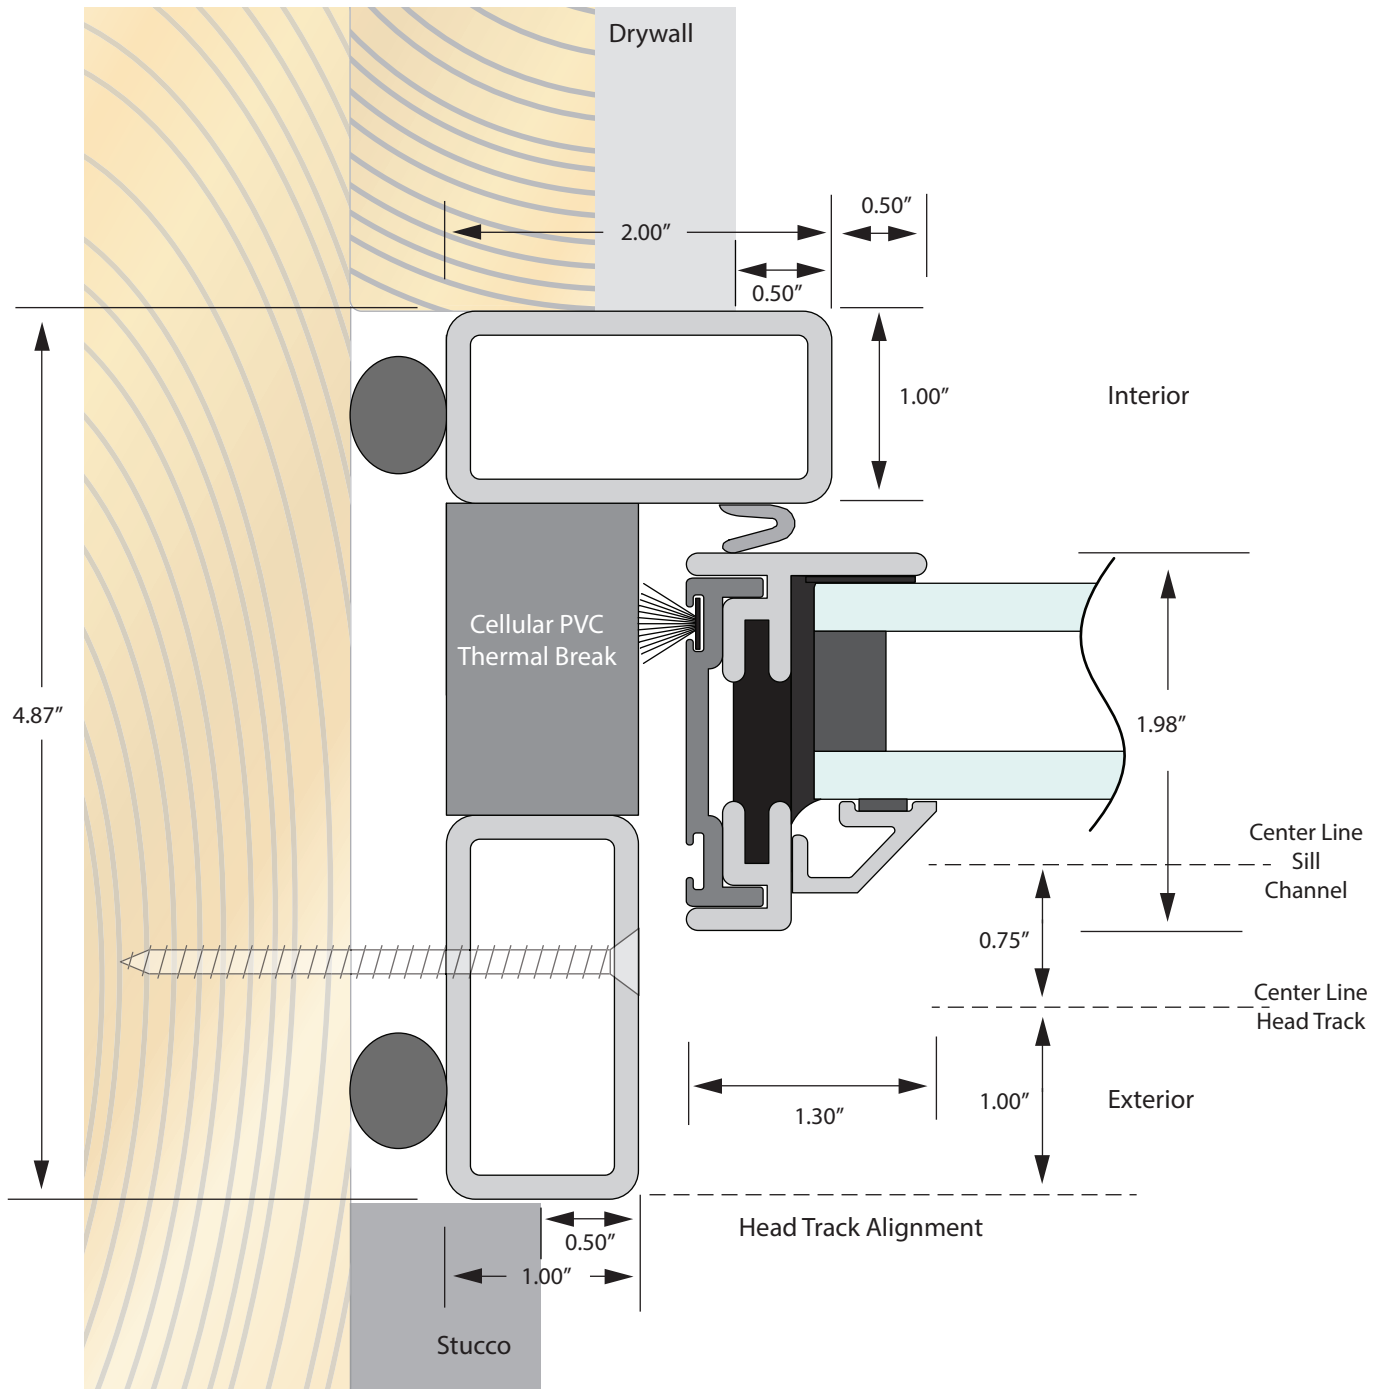 Drywall
0.50”
2.00”
0.50”
1.00”
Interior
Cellular PVC
Thermal Break
4.87”
1.98”
Center Line
Sill
Channel
0.75”
Center Line
Head Track
1.00”
Exterior
1.30”
Head Track Alignment
0.50”
1.00”
Stucco